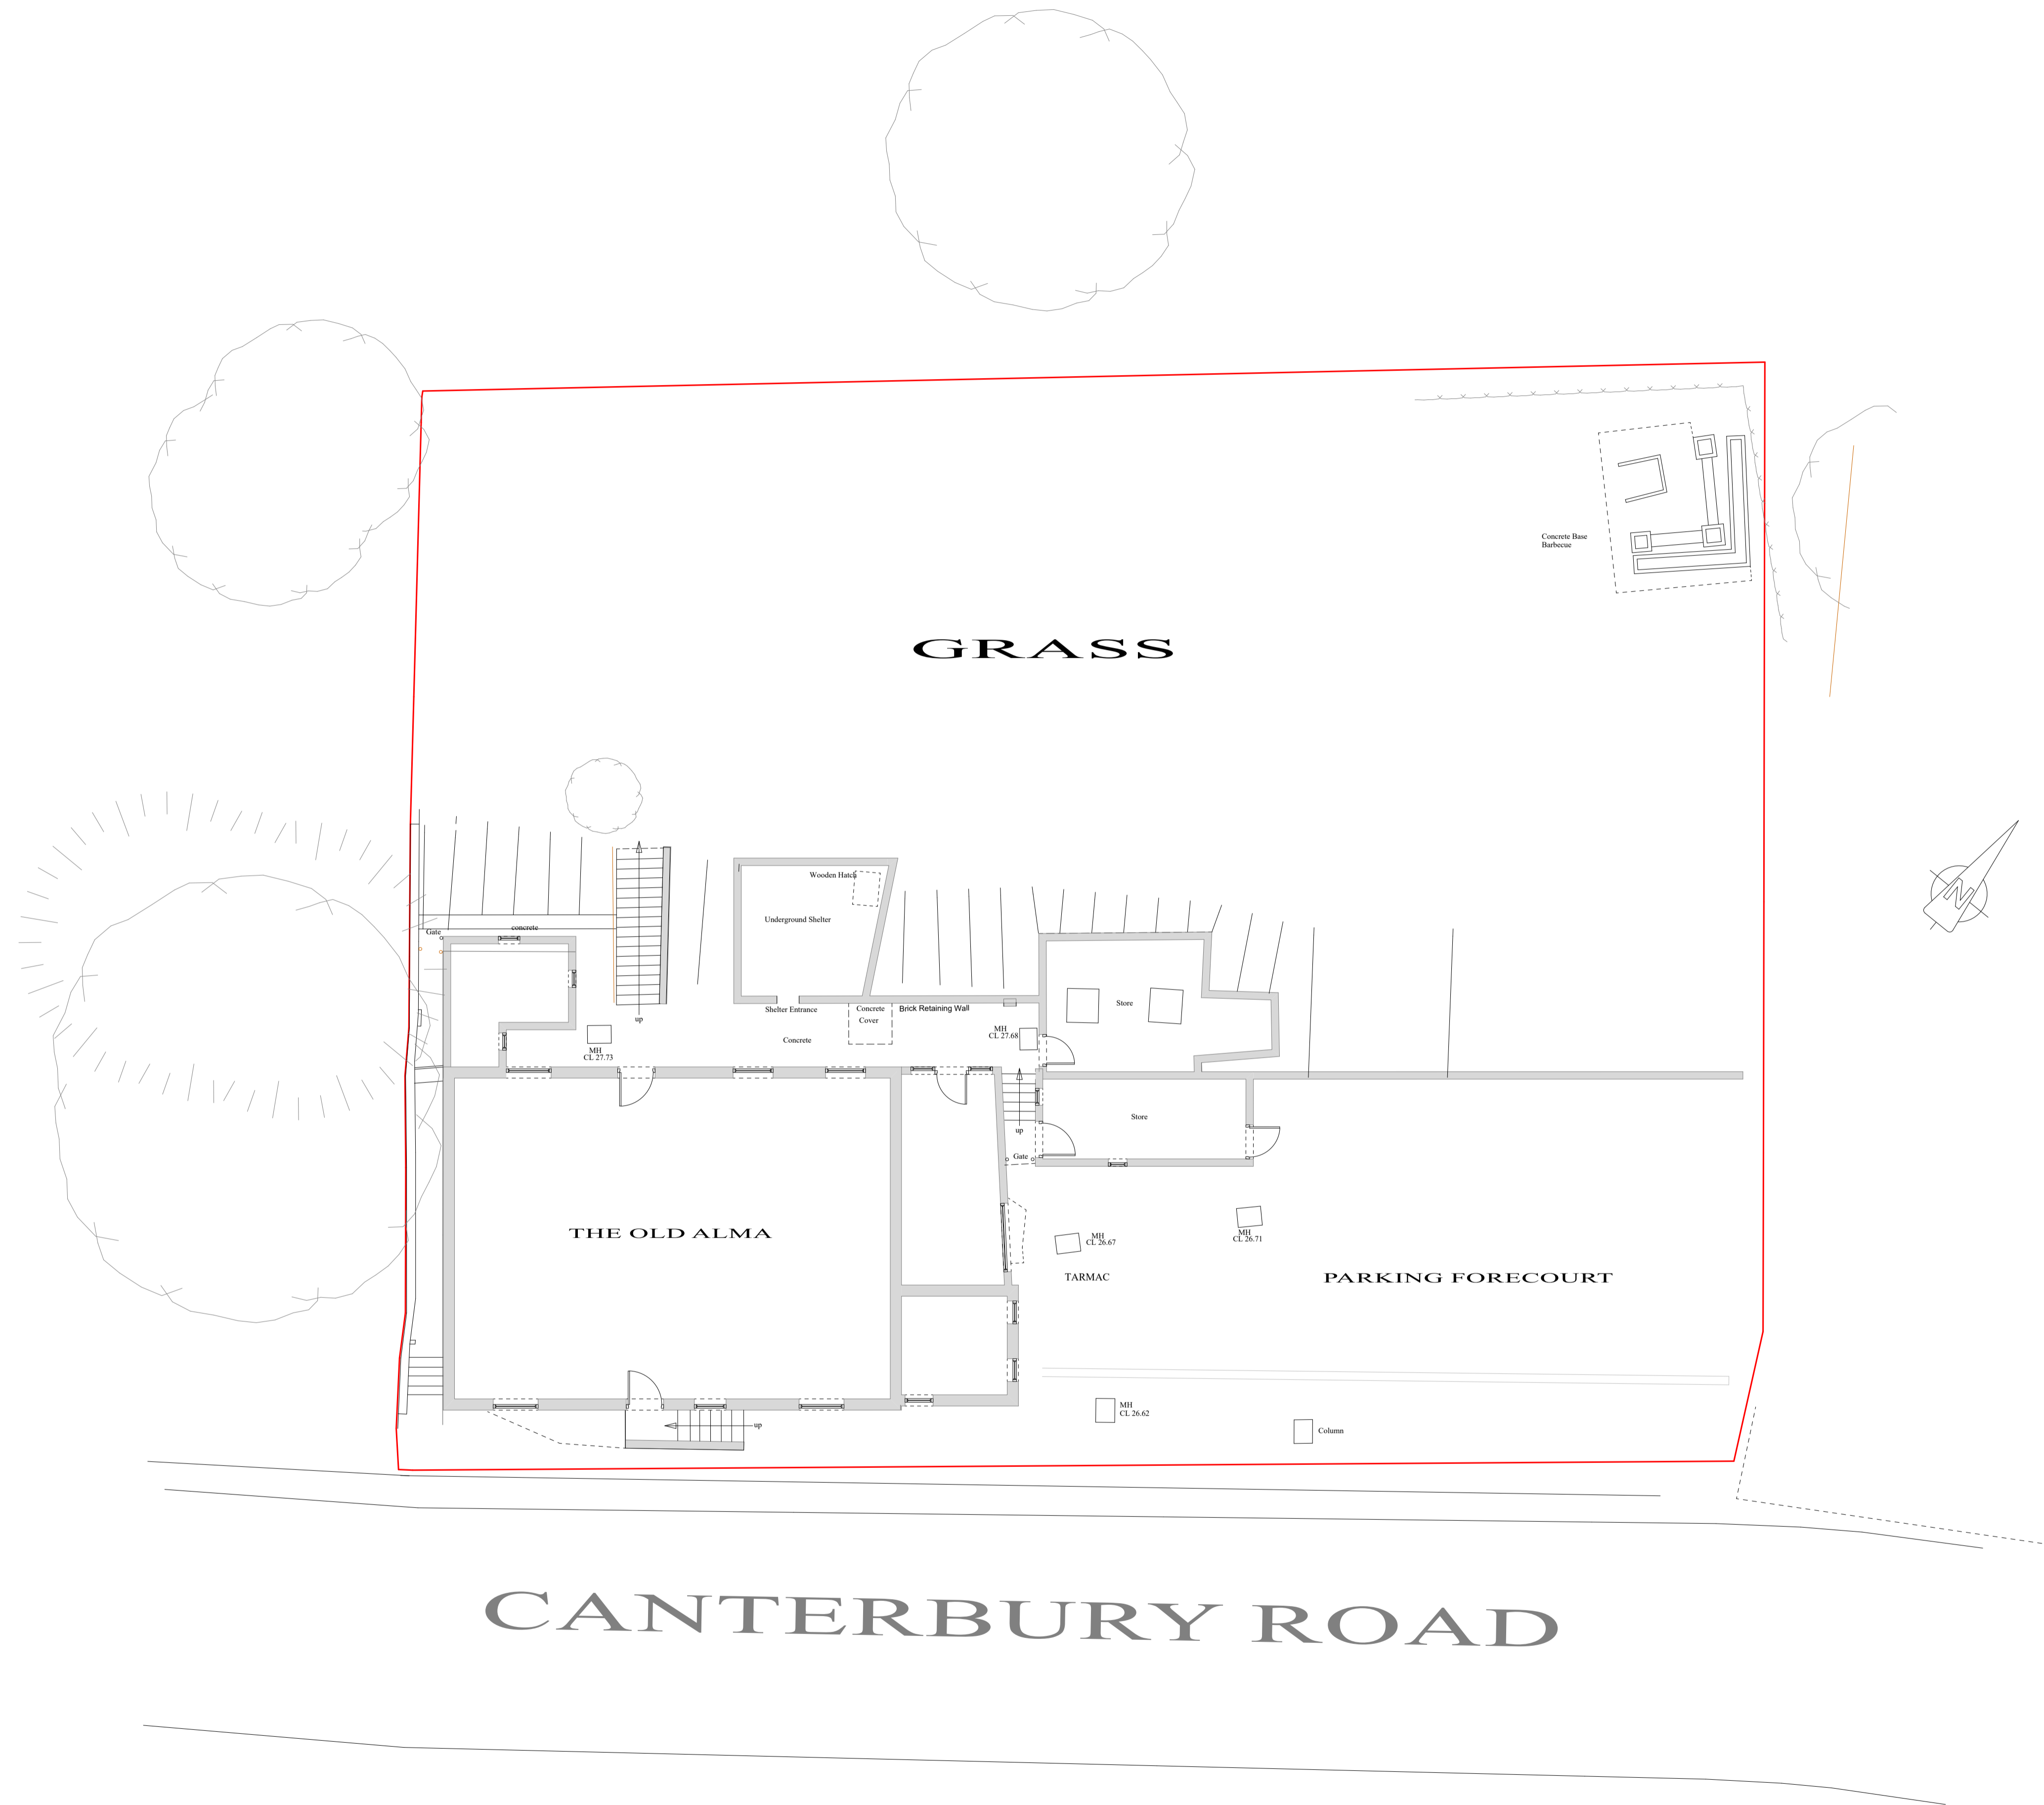 Concrete Base
Barbecue
GRASS
Wooden Hatch
Underground Shelter
Gate
concrete
Store
Shelter Entrance
Concrete
Cover
Brick Retaining Wall
up
MH
CL 27.68
Concrete
MH
CL 27.73
Store
up
Gate
THE OLD ALMA
MH
CL 26.67
MH
CL 26.71
TARMAC
PARKING FORECOURT
MH
CL 26.62
up
Column
CANTERBURY ROAD
N